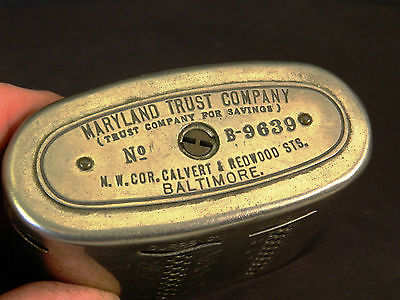 MARYLAND TRUST COMPANY
(TRUST COMPANY FOR SAVINGS)
No B-9639
N.W. COR. CALVERT & REDWOOD STS.
BALTIMORE.